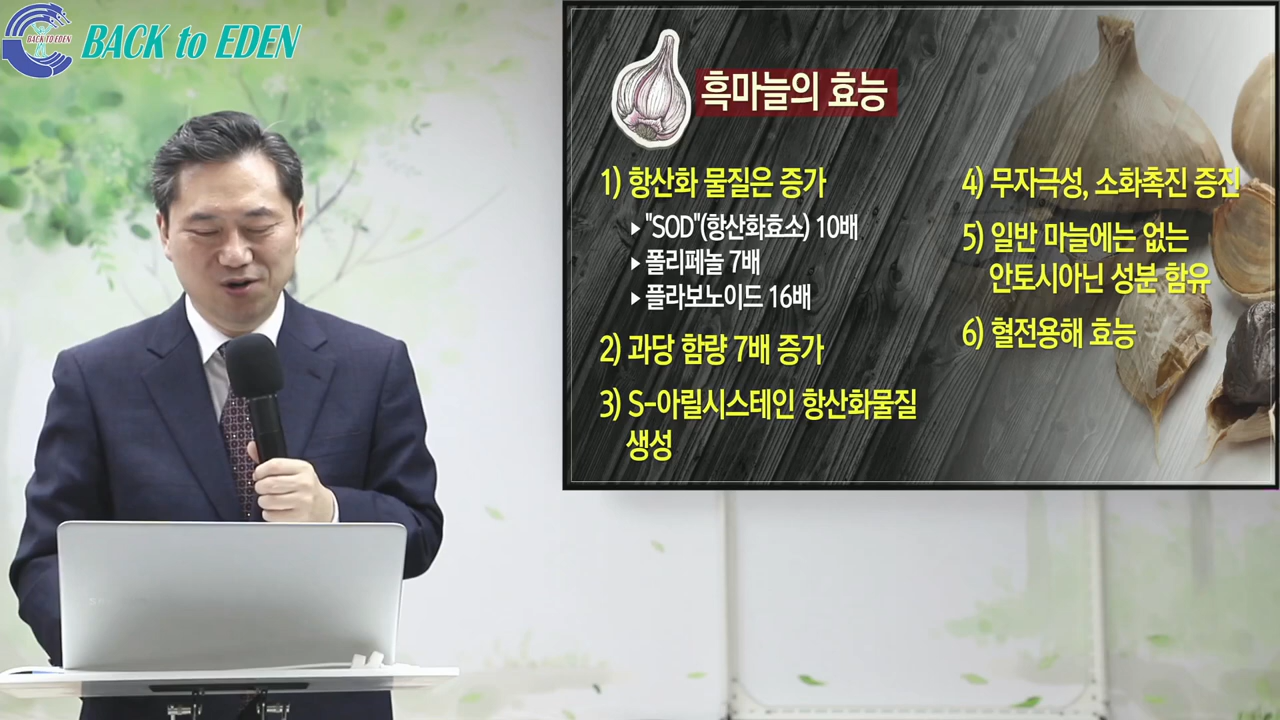 BACK TO EDEN
BACK to EDEN
흑마늘의 효능
1) 항산화 물질은 증가
▸ "SOD"(항산화효소) 10배
▸ 폴리페놀 7배
▸ 플라보노이드 16배
2) 과당 함량 7배 증가
3) S-아릴시스테인 항산화물질
생성
4) 무자극성, 소화촉진 증진
5) 일반 마늘에는 없는
안토시아닌 성분 함유
6) 혈전용해 효능